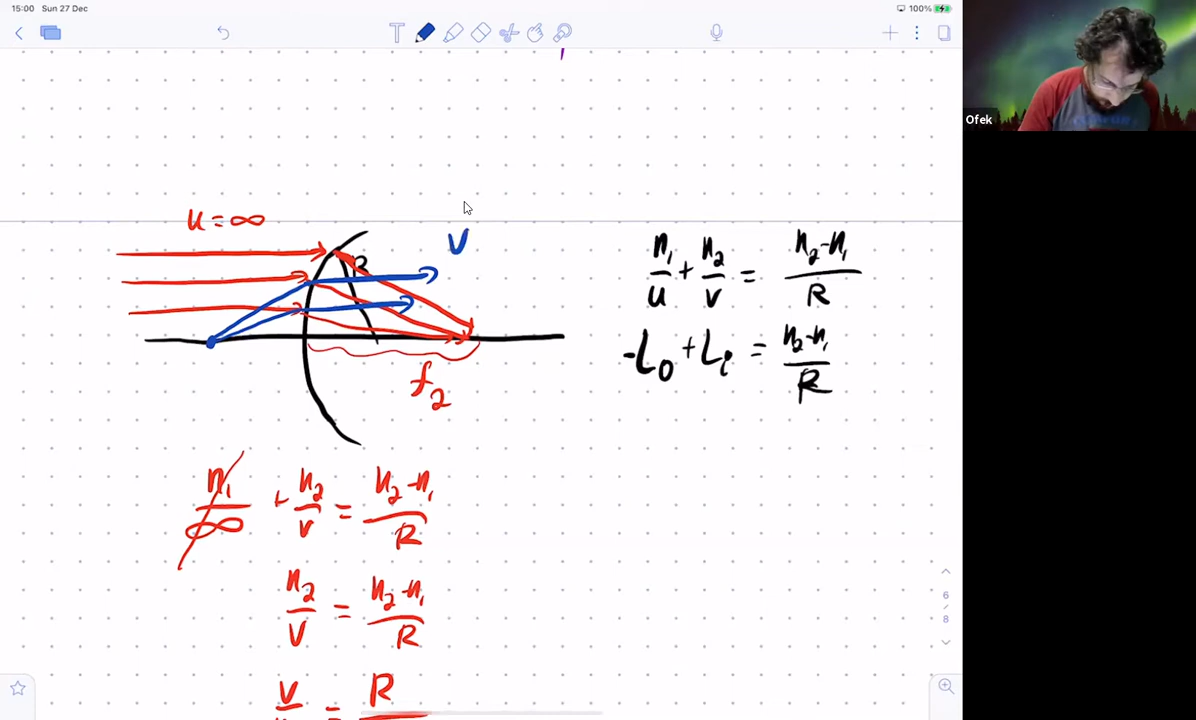 15:00 Sun 27 Dec
100%
Ofek
u = ∞
v
R
f₂
n₁/u + n₂/v = (n₂-n₁)/R
-L₀ + Lᵢ = (n₂-n₁)/R
n₁/∞ + n₂/v = (n₂-n₁)/R
n₂/v = (n₂-n₁)/R
6
/
8